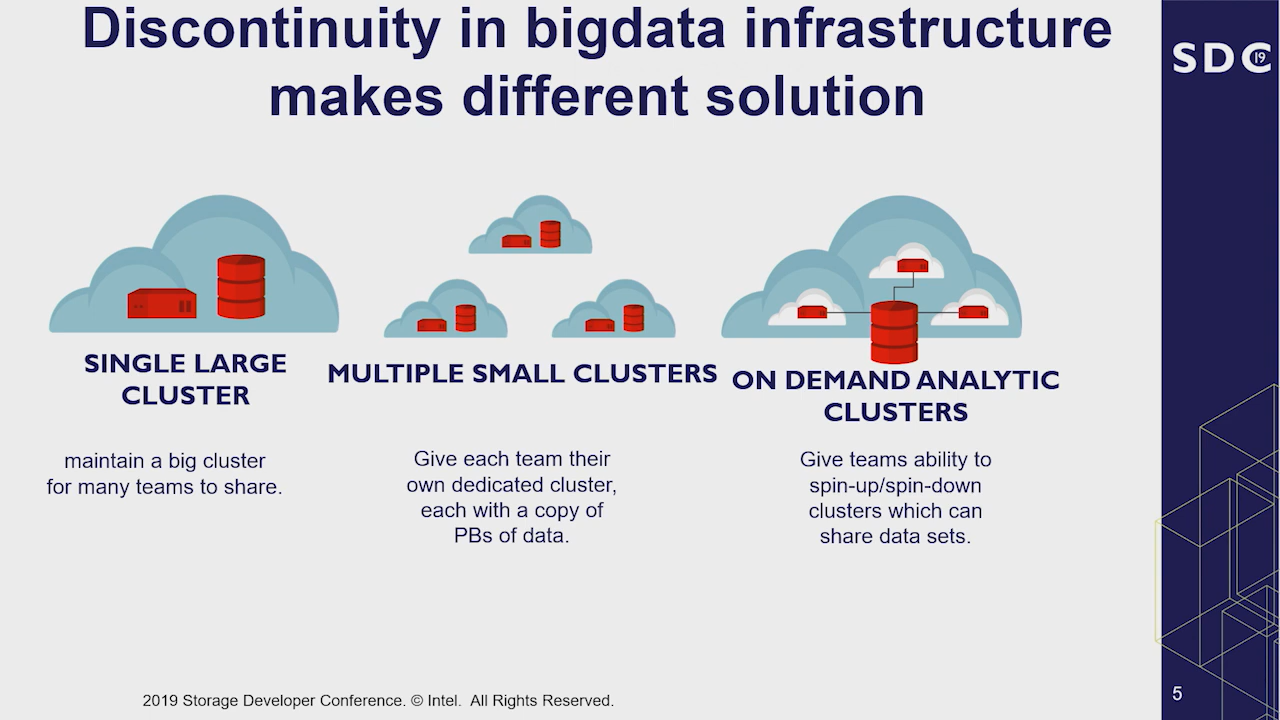 Discontinuity in bigdata infrastructure
makes different solution
SDC
19
SINGLE LARGE
CLUSTER
maintain a big cluster
for many teams to share.
MULTIPLE SMALL CLUSTERS
Give each team their
own dedicated cluster,
each with a copy of
PBs of data.
ON DEMAND ANALYTIC
CLUSTERS
Give teams ability to
spin-up/spin-down
clusters which can
share data sets.
2019 Storage Developer Conference. © Intel. All Rights Reserved.
5